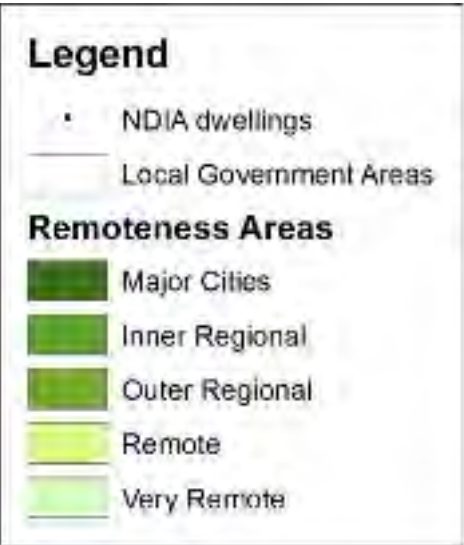 Legend
NDIA dwellings
Local Government Areas
Remoteness Areas
Major Cities
Inner Regional
Outer Regional
Remote
Very Remote